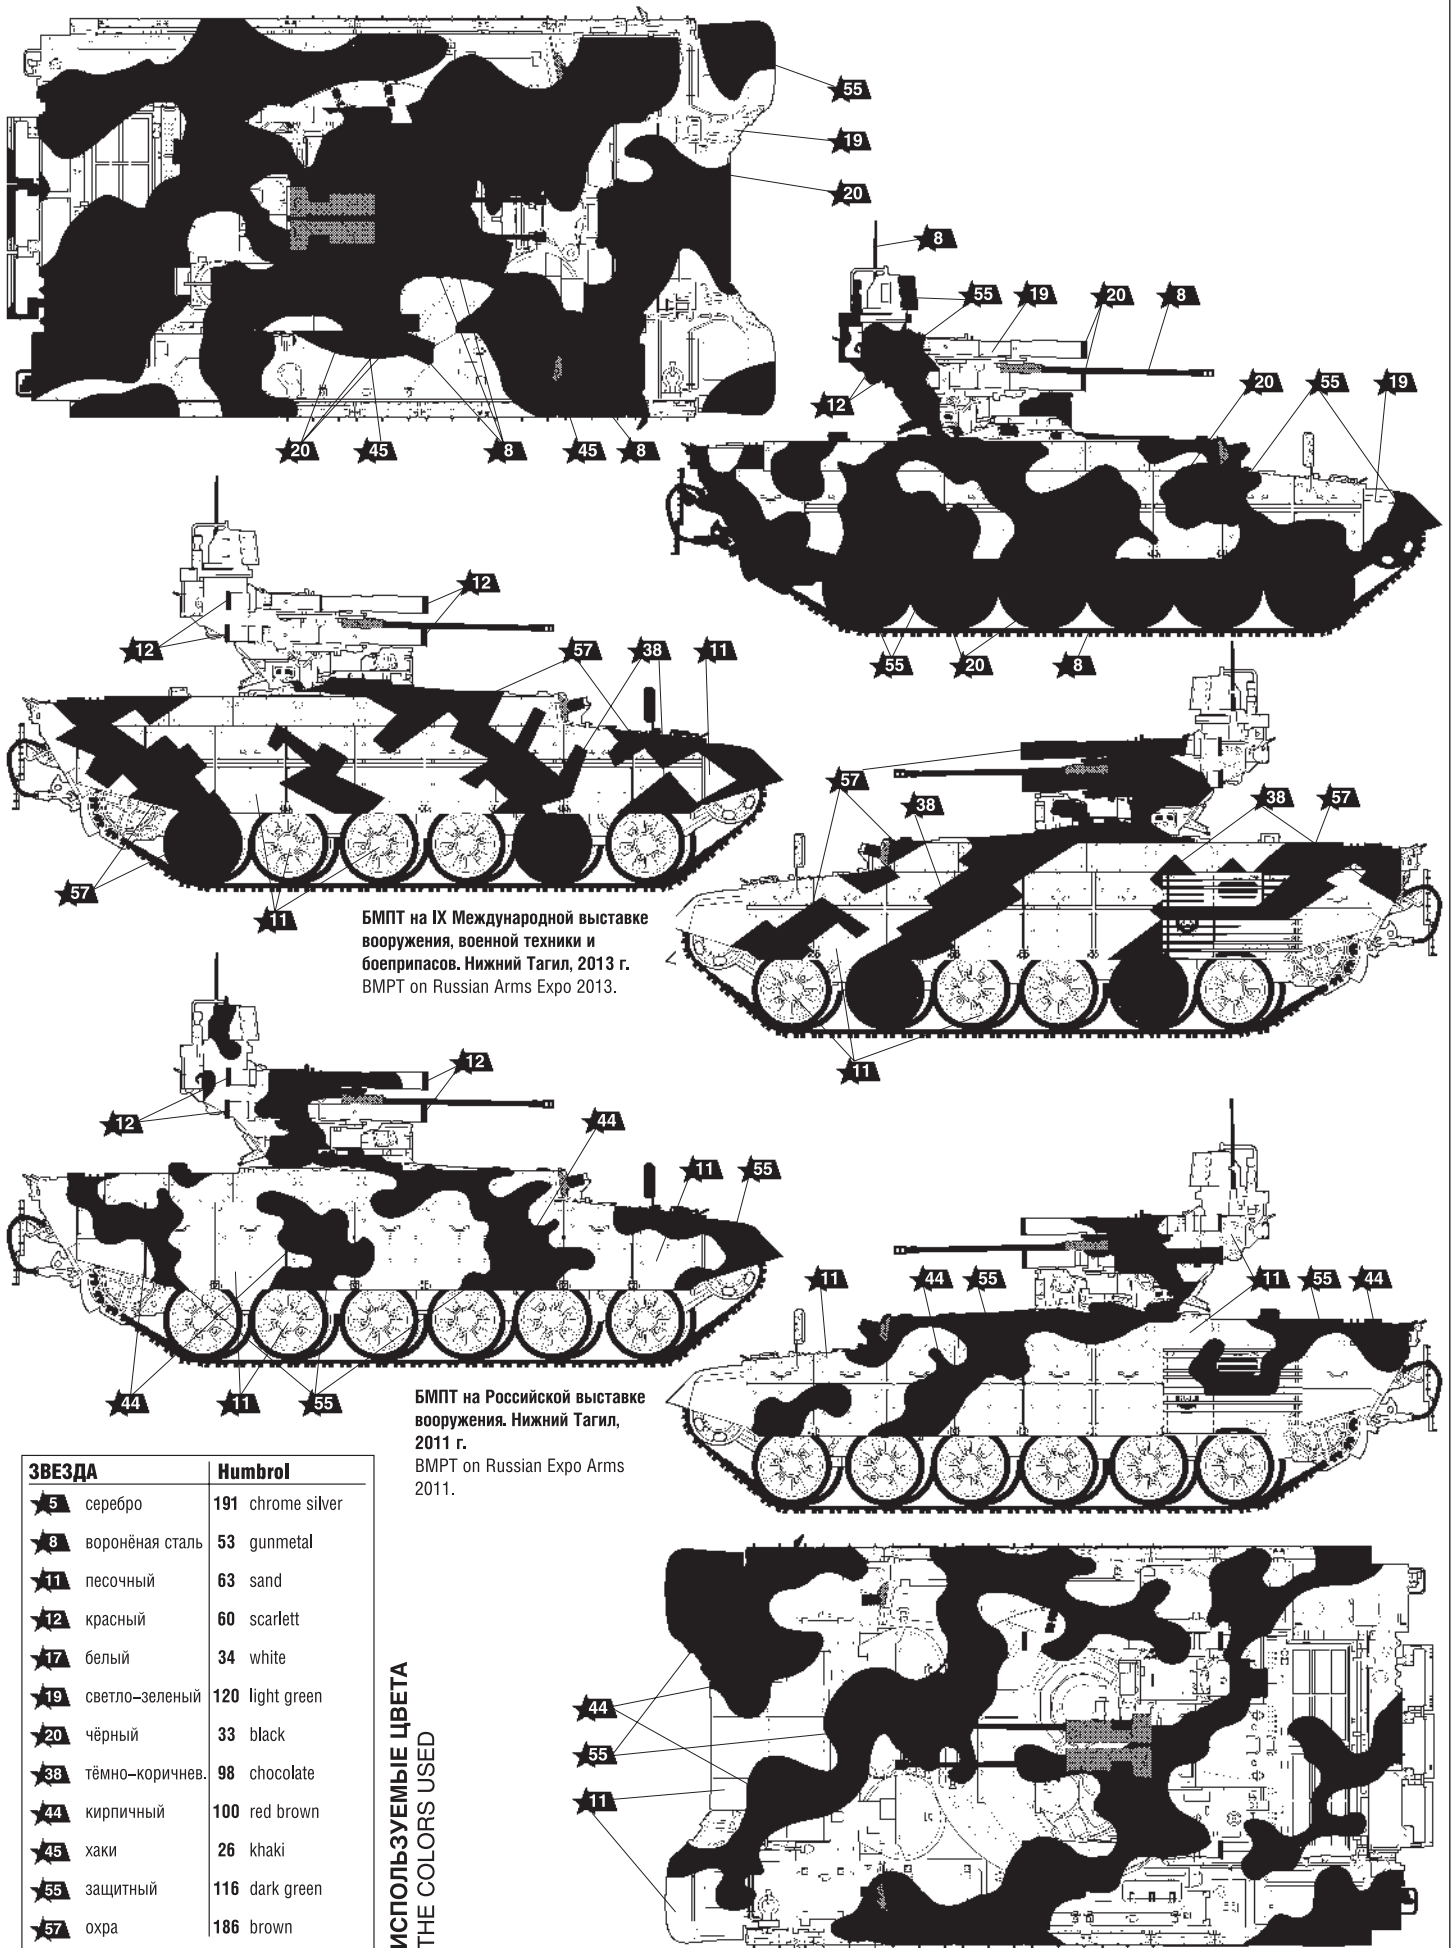 55
19
20
20
45
8
45
8
8
55
19
20
8
12
20
55
19
55
20
8
12
12
57
38
11
57
11
57
38
38
57
11
БМПТ на IX Международной выставке
вооружения, военной техники и
боеприпасов. Нижний Тагил, 2013 г.
BMPT on Russian Arms Expo 2013.
12
12
44
11
55
44
11
55
11
44
55
11
55
44
БМПТ на Российской выставке
вооружения. Нижний Тагил,
2011 г.
BMPT on Russian Expo Arms
2011.
ЗВЕЗДА Humbrol
5 серебро 191 chrome silver
8 воронёная сталь 53 gunmetal
11 песочный 63 sand
12 красный 60 scarlett
17 белый 34 white
19 светло-зеленый 120 light green
20 чёрный 33 black
38 тёмно-коричнев. 98 chocolate
44 кирпичный 100 red brown
45 хаки 26 khaki
55 защитный 116 dark green
57 охра 186 brown
ИСПОЛЬЗУЕМЫЕ ЦВЕТА
THE COLORS USED
44
55
11